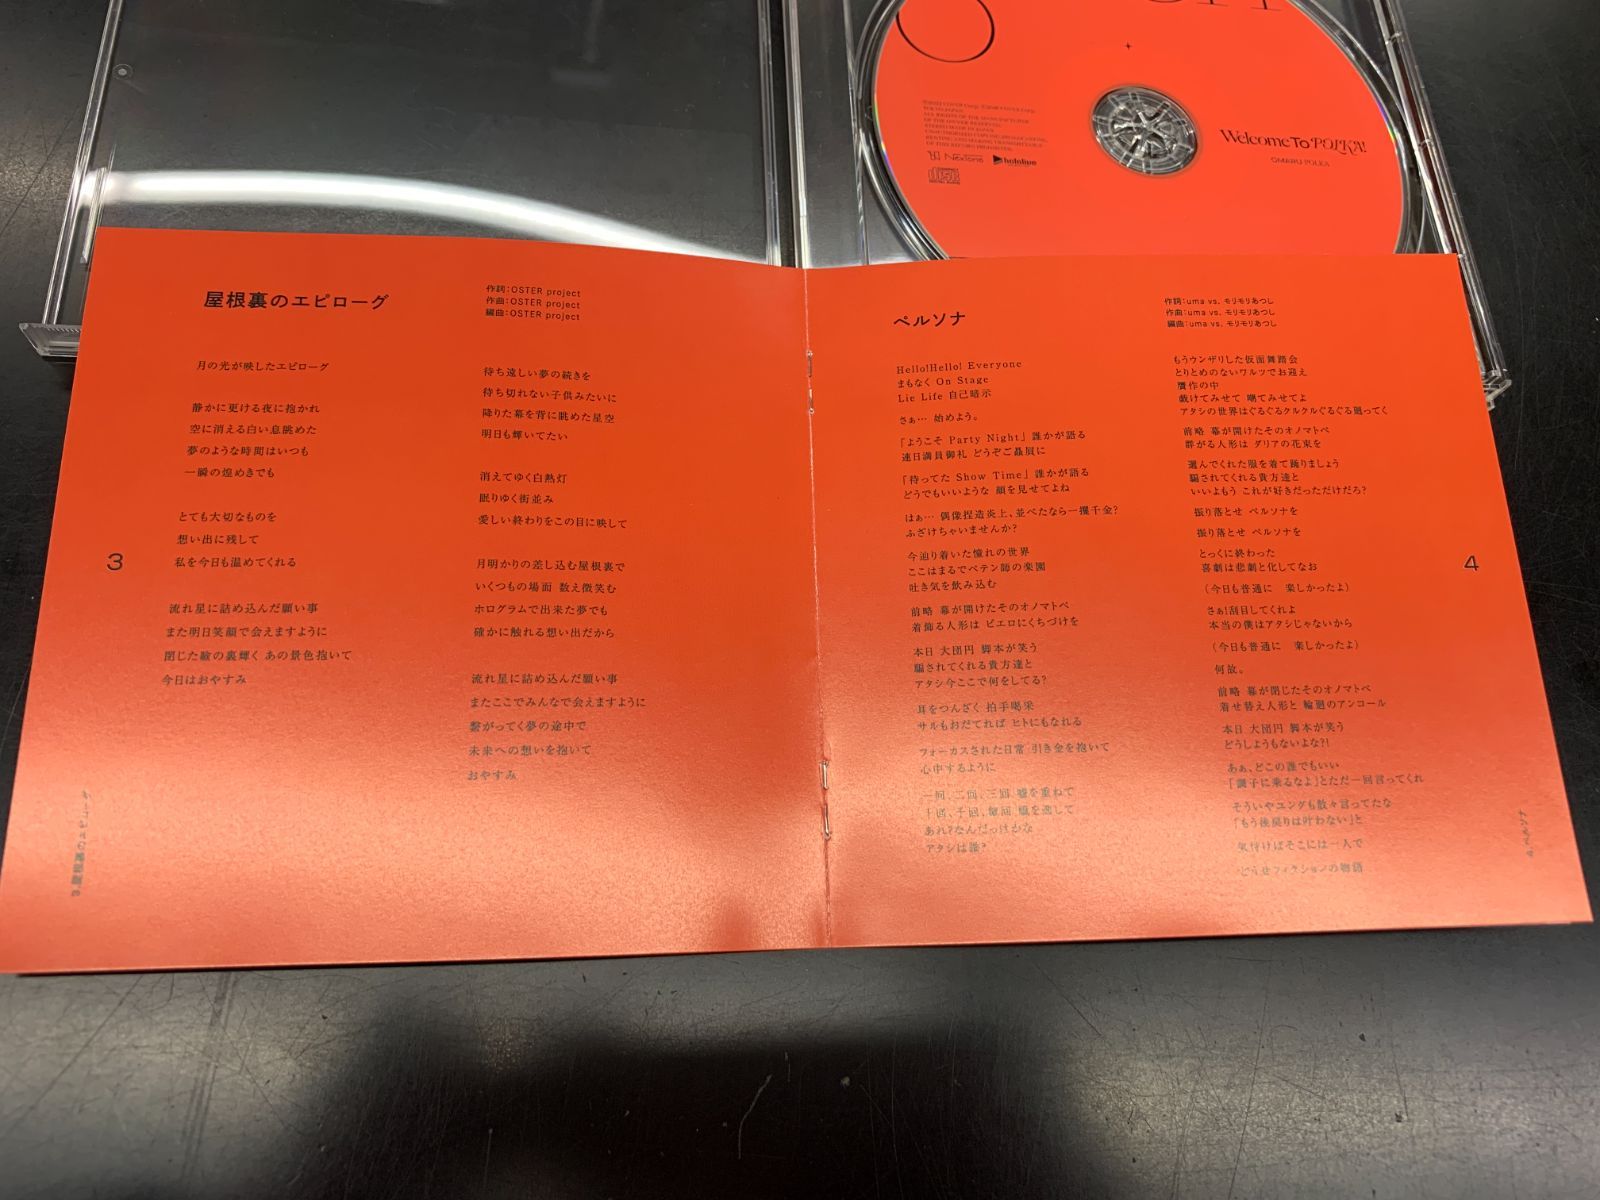 Welcome To POLKA!
OMARU POLKA
NexTone
hololive
屋根裏のエピローグ
作詞：OSTER project
作曲：OSTER project
編曲：OSTER project
月の光が映したエピローグ
静かに更ける夜に抱かれ
空に消える白い息眺めた
夢のような時間はいつも
一瞬の煌めきでも
とても大切なものを
想い出に残して
私を今日も温めてくれる
流れ星に詰め込んだ願い事
また明日笑顔で会えますように
閉じた瞼の裏輝く あの景色抱いて
今日はおやすみ
待ち遠しい夢の続きを
待ち切れない子供みたいに
降りた幕を背に眺めた星空
明日も輝いてたい
消えてゆく白熱灯
眠りゆく街並み
愛しい終わりをこの目に映して
月明かりの差し込む屋根裏で
いくつもの場面 数え微笑む
ホログラムで出来た夢でも
確かに触れる想い出だから
流れ星に詰め込んだ願い事
またここでみんなで会えますように
繋がってく夢の途中で
未来への想いを抱いて
おやすみ
3
3.屋根裏のエピローグ
ペルソナ
作詞：uma vs. モリモリあつし
作曲：uma vs. モリモリあつし
編曲：uma vs. モリモリあつし
Hello!Hello! Everyone
まもなく On Stage
Lie Life 自己暗示
さぁ… 始めよう。
「ようこそ Party Night」 誰かが語る
連日満員御礼 どうぞご贔屓に
「待ってた Show Time」 誰かが語る
どうでもいいような 顔を見せてよね
はぁ… 偶像捏造炎上、並べたなら一攫千金？
ふざけちゃいませんか？
今辿り着いた憧れの世界
ここはまるでペテン師の楽園
吐き気を飲み込む
前略 幕が開けたそのオノマトペ
着飾る人形は ピエロにくちづけを
本日 大団円 脚本が笑う
騙されてくれる貴方達と
アタシ今ここで何をしてる？
耳をつんざく 拍手喝采
サルもおだてれば ヒトにもなれる
フォーカスされた日常 引き金を抱いて
心中するように
一回、二回、三回 嘘を重ねて
十回、千回、
あれ？なんだっけかな
アタシは誰？
もうウンザリした仮面舞踏会
とりとめのないワルツでお迎え
贋作の中
戯けてみせて 嗤てみせてよ
アタシの世界はぐるぐるクルクルぐるぐる廻ってく
前略 幕が開けたそのオノマトペ
群がる人形は ダリアの花束を
選んでくれた服を着て踊りましょう
騙されてくれる貴方達と
いいよもう これが好きだっただけだろ？
振り落とせ ペルソナを
振り落とせ ペルソナを
とっくに終わった
喜劇は悲劇と化してなお
（今日も普通に 楽しかったよ）
さぁ！刮目してくれよ
本当の僕はアタシじゃないから
（今日も普通に 楽しかったよ）
何故。
前略 幕が閉じたそのオノマトペ
着せ替え人形と 輪廻のアンコール
本日 大団円 脚本が笑う
どうしようもないよな?!
あぁ、どこの誰でもいい
「調子に乗るなよ」とただ一回言ってくれ
そういやユングも散々言ってたな
「もう後戻りは叶わない」と
気付けばそこには一人で
どうせフィクションの物語
4
4.ペルソナ